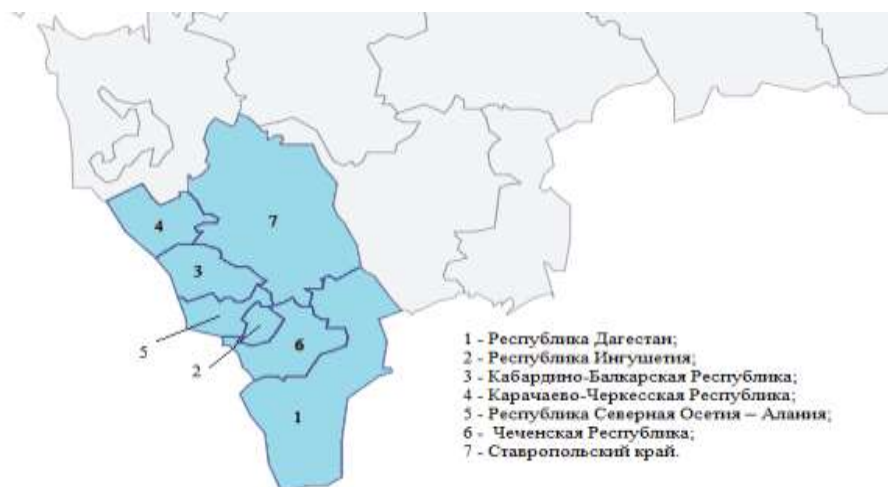 4
7
3
5
2
6
1
1 - Республика Дагестан;
2 - Республика Ингушетия;
3 - Кабардино-Балкарская Республика;
4 - Карачаево-Черкесская Республика;
5 - Республика Северная Осетия – Алания;
6 - Чеченская Республика;
7 - Ставропольский край.